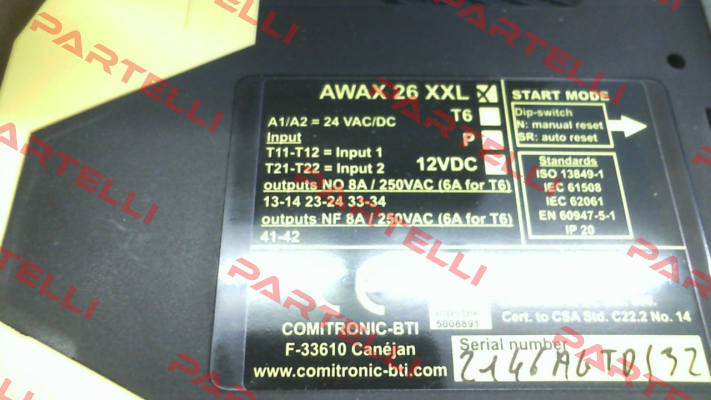 AWAX 26 XXL
T6
A1/A2 = 24 VAC/DC
P
Input
T11-T12 = Input 1
12VDC
T21-T22 = Input 2
outputs NO 8A / 250VAC (6A for T6)
13-14 23-24 33-34
outputs NF 8A / 250VAC (6A for T6)
41-42
START MODE
Dip-switch
N: manual reset
SR: auto reset
Standards
ISO 13849-1
IEC 61508
IEC 62061
EN 60947-5-1
IP 20
CE
5008891
Cert. to CSA Std. C22.2 No. 14
COMITRONIC-BTI
F-33610 Canéjan
www.comitronic-bti.com
Serial number
PARTELLI
PARTELLI
PARTELLI
PARTELLI
PARTELLI
PARTELLI
PARTELLI
PARTELLI
PARTELLI